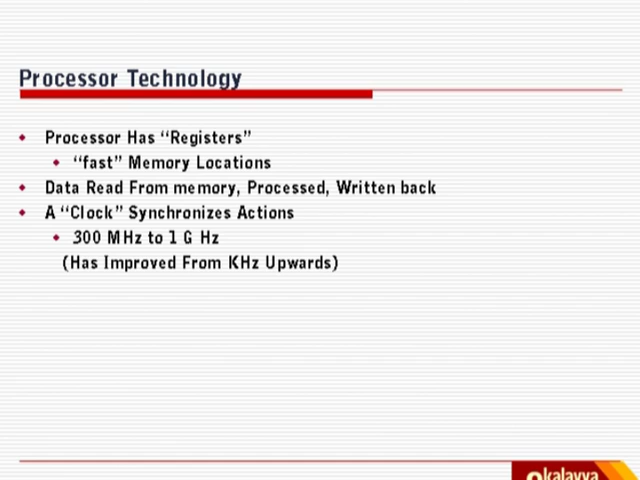 Processor Technology
Processor Has “Registers”
“fast” Memory Locations
Data Read From memory, Processed, Written back
A “Clock” Synchronizes Actions
300 MHz to 1 G Hz
(Has Improved From KHz Upwards)